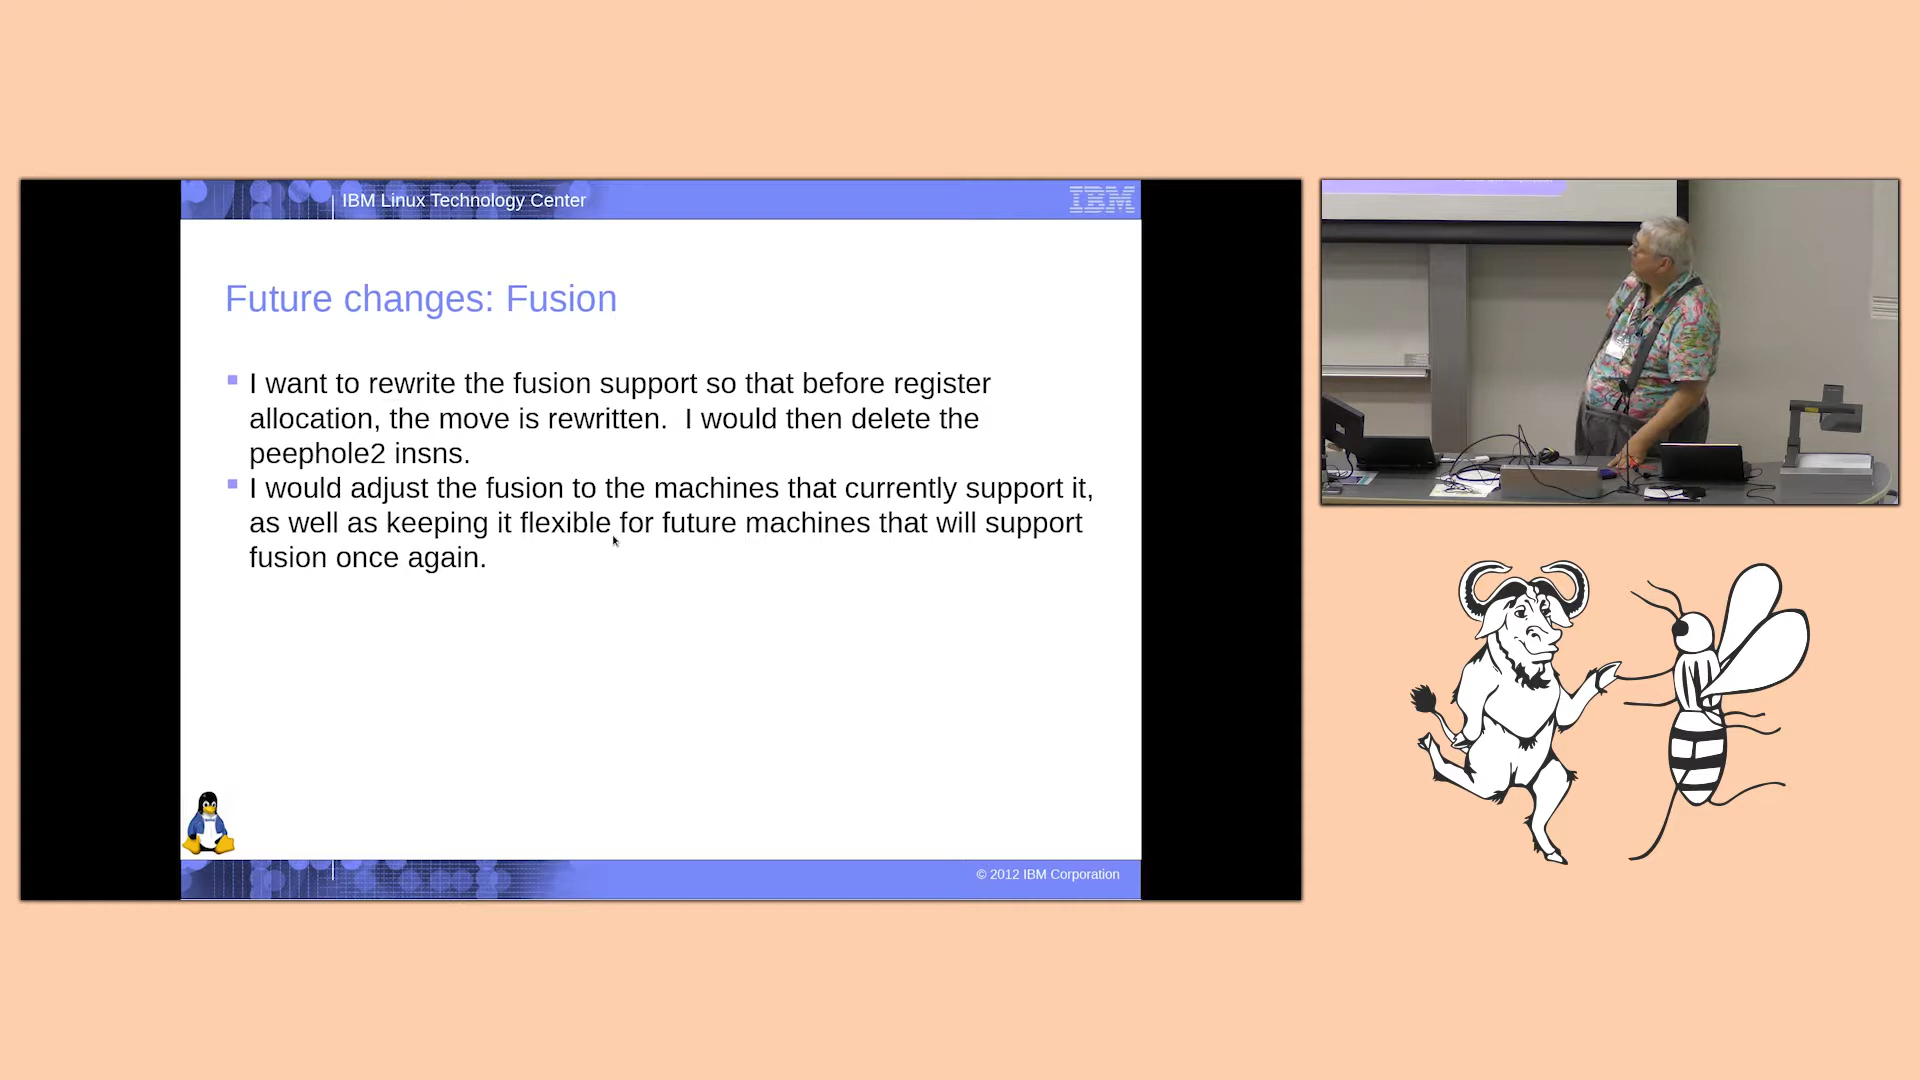 IBM Linux Technology Center
IBM
Future changes: Fusion
I want to rewrite the fusion support so that before register
allocation, the move is rewritten.  I would then delete the
peephole2 insns.
I would adjust the fusion to the machines that currently support it,
as well as keeping it flexible for future machines that will support
fusion once again.
© 2012 IBM Corporation